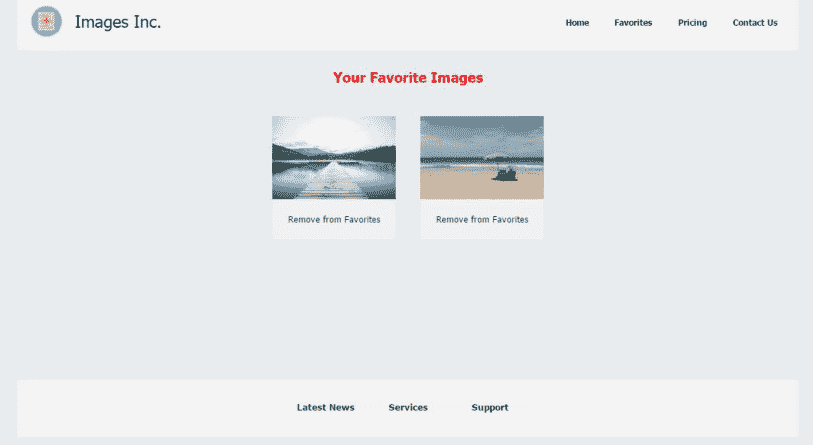 Images Inc.
Home Favorites Pricing Contact Us
Your Favorite Images
Remove from Favorites Remove from Favorites
Latest News Services Support